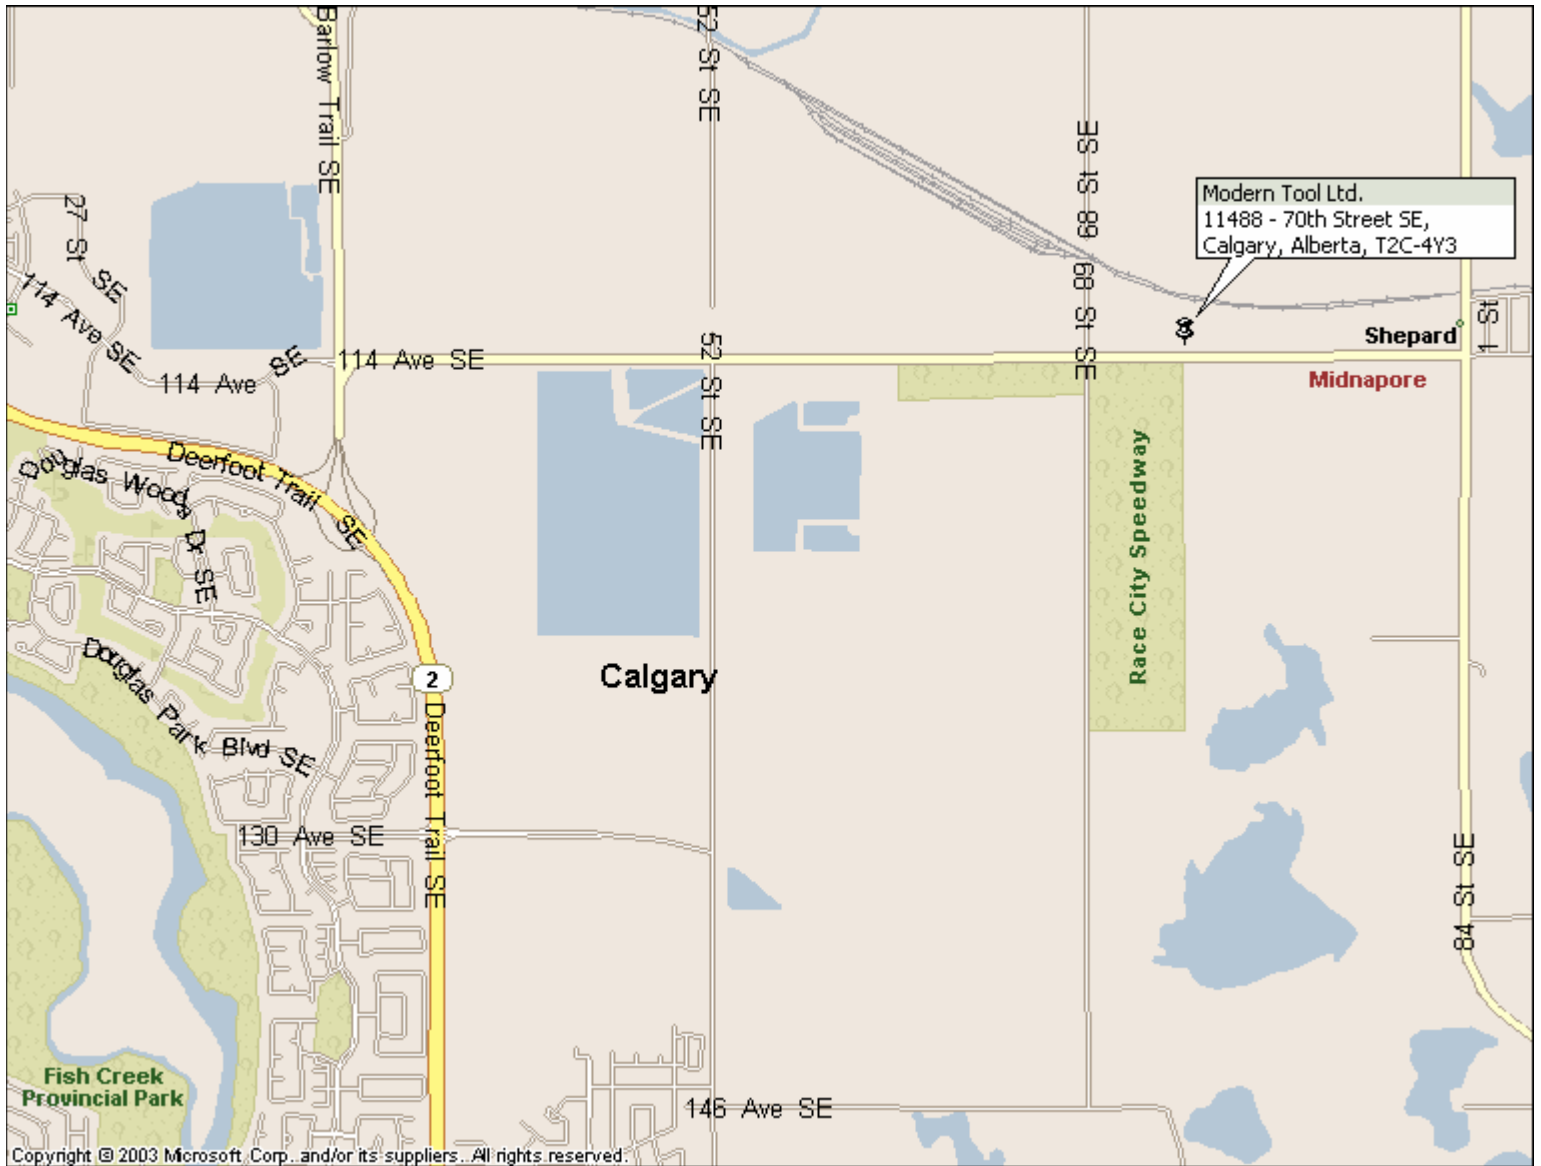 Barlow Trail SE
52 St SE
68 St SE
Modern Tool Ltd.
11488 - 70th Street SE,
Calgary, Alberta, T2C-4Y3
27 St SE
114 Ave SE
68 St SE
1 St
Shepard
114 Ave SE
52 St SE
114 Ave SE
Midnapore
Deerfoot Trail SE
Douglas Woods Dr SE
Race City Speedway
Calgary
2
Douglas Park Blvd SE
Deerfoot Trail SE
130 Ave SE
84 St SE
Fish Creek
Provincial Park
146 Ave SE
Copyright © 2003 Microsoft Corp. and/or its suppliers. All rights reserved.